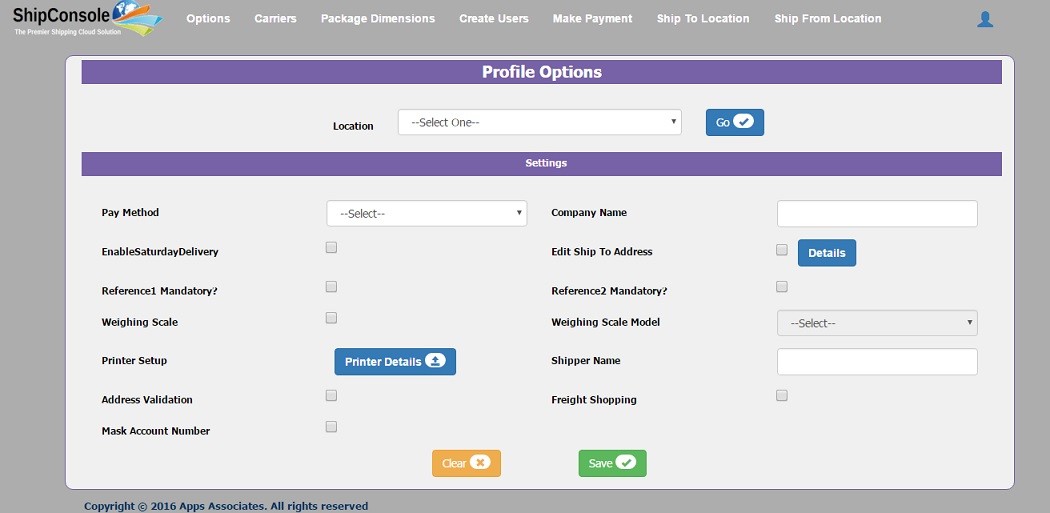 ShipConsole
The Premier Shipping Cloud Solution
Options Carriers Package Dimensions Create Users Make Payment Ship To Location Ship From Location
Profile Options
Location --Select One-- Go
Settings
Pay Method --Select-- Company Name
EnableSaturdayDelivery Edit Ship To Address Details
Reference1 Mandatory? Reference2 Mandatory?
Weighing Scale Weighing Scale Model --Select--
Printer Setup Printer Details Shipper Name
Address Validation Freight Shopping
Mask Account Number
Clear Save
Copyright © 2016 Apps Associates. All rights reserved